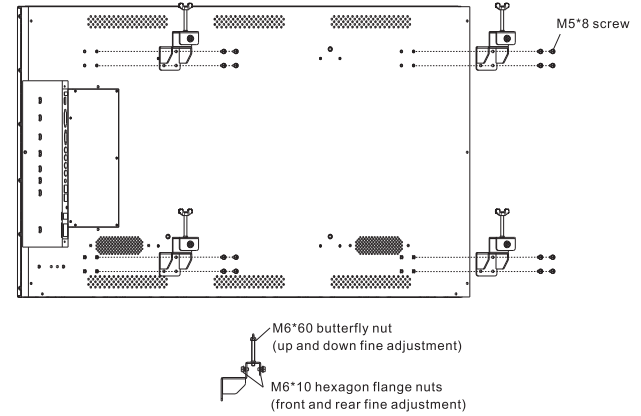 M5*8 screw
M6*60 butterfly nut
(up and down fine adjustment)
M6*10 hexagon flange nuts
(front and rear fine adjustment)